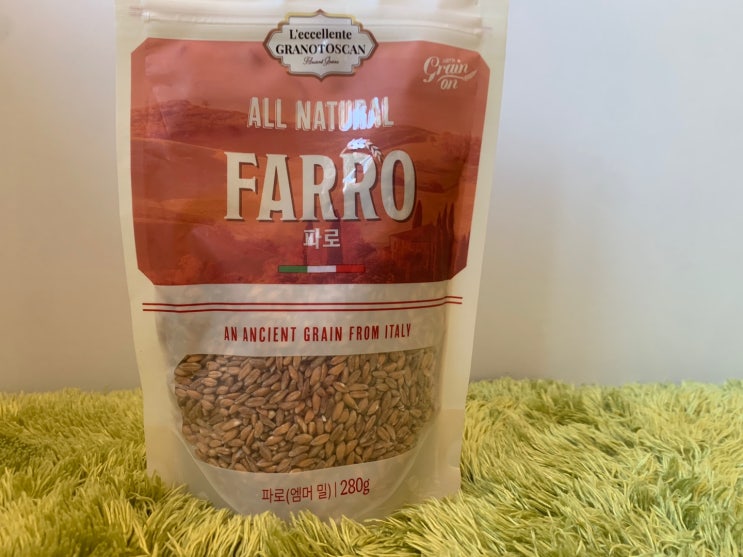 L'eccellente
GRANOTOSCAN
Grain
on
ALL NATURAL
FARRO
파로
AN ANCIENT GRAIN FROM ITALY
파로(엠머 밀) | 280g